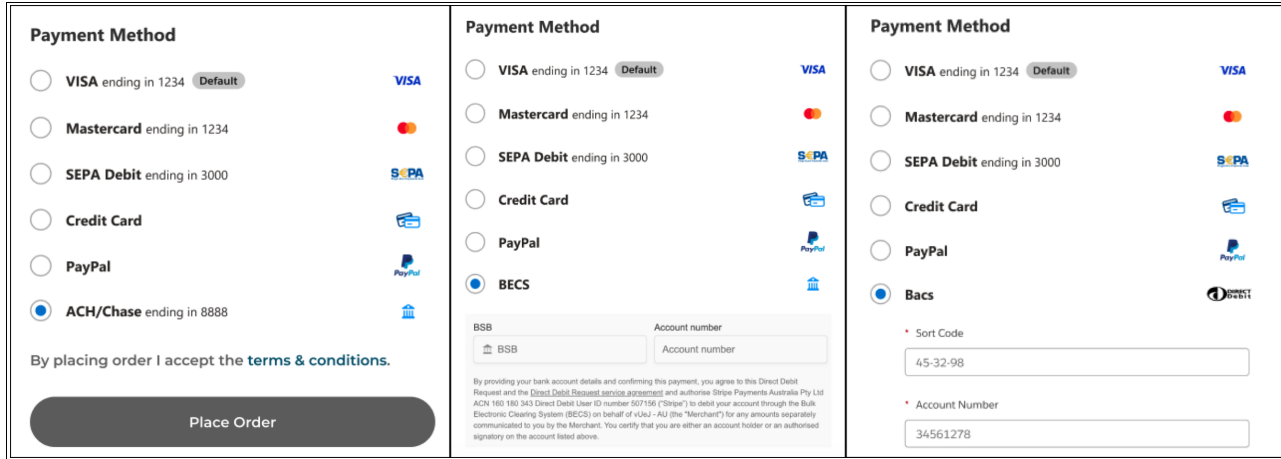 Payment Method
VISA ending in 1234 Default VISA
Mastercard ending in 1234
SEPA Debit ending in 3000 SEPA
Credit Card
PayPal PayPal
ACH/Chase ending in 8888
By placing order I accept the terms & conditions.
Place Order
Payment Method
VISA ending in 1234 Default VISA
Mastercard ending in 1234
SEPA Debit ending in 3000 SEPA
Credit Card
PayPal PayPal
BECS
BSB Account number
BSB Account number
By providing your bank account details and confirming this payment, you agree to this Direct Debit
Request and the Direct Debit Request service agreement and authorise Stripe Payments Australia Pty Ltd
ACN 160 180 343 Direct Debit User ID number 507156 ("Stripe") to debit your account through the Bulk
Electronic Clearing System (BECS) on behalf of vUeJ - AU (the "Merchant") for any amounts separately
communicated to you by the Merchant. You certify that you are either an account holder or an authorised
signatory on the account listed above.
Payment Method
VISA ending in 1234 Default VISA
Mastercard ending in 1234
SEPA Debit ending in 3000 SEPA
Credit Card
PayPal PayPal
Bacs DIRECT Debit
* Sort Code
45-32-98
* Account Number
34561278